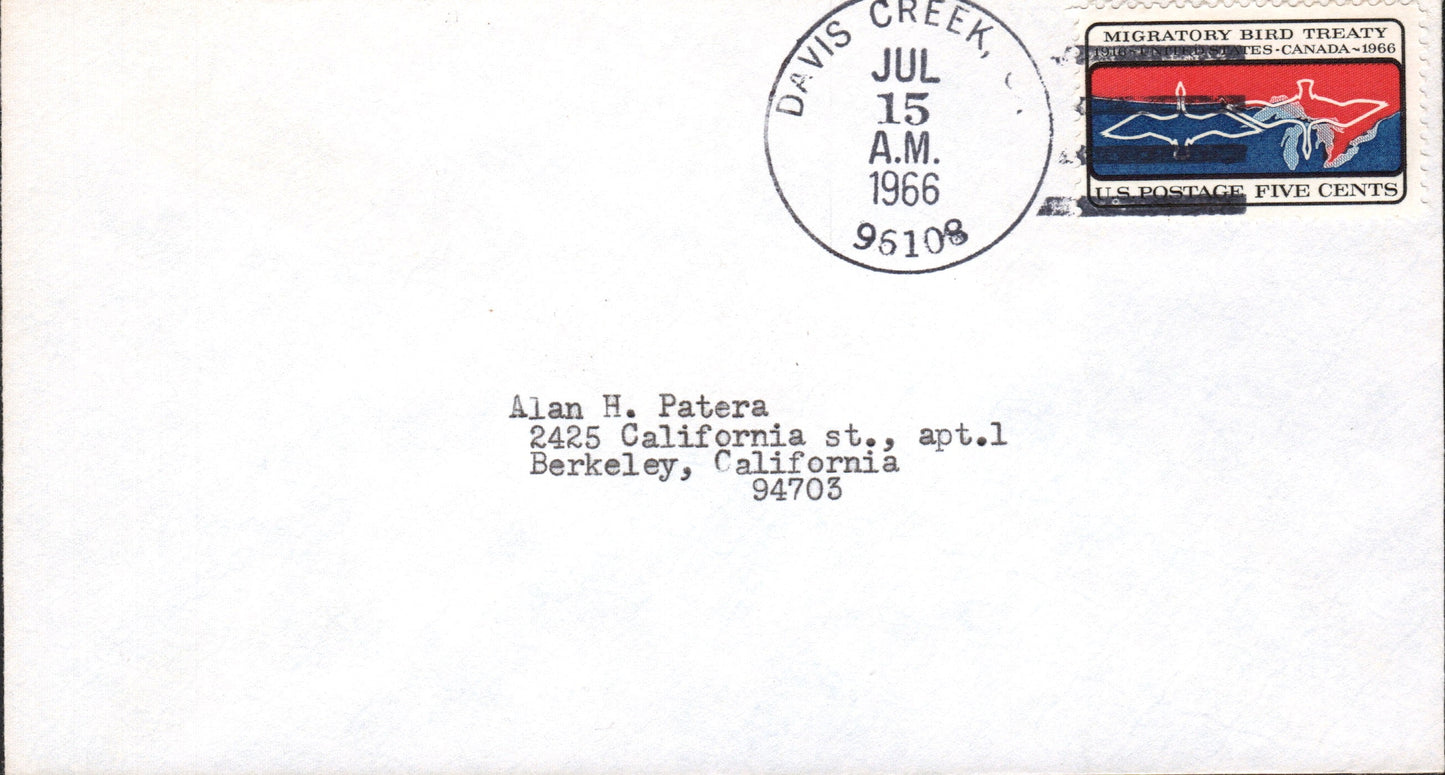 DAVIS CREEK,
JUL
15
A.M.
1966
96108
MIGRATORY BIRD TREATY
1916-UNITED STATES-CANADA~1966
U.S. POSTAGE FIVE CENTS
Alan H. Patera
2425 California st., apt.1
Berkeley, California
94703